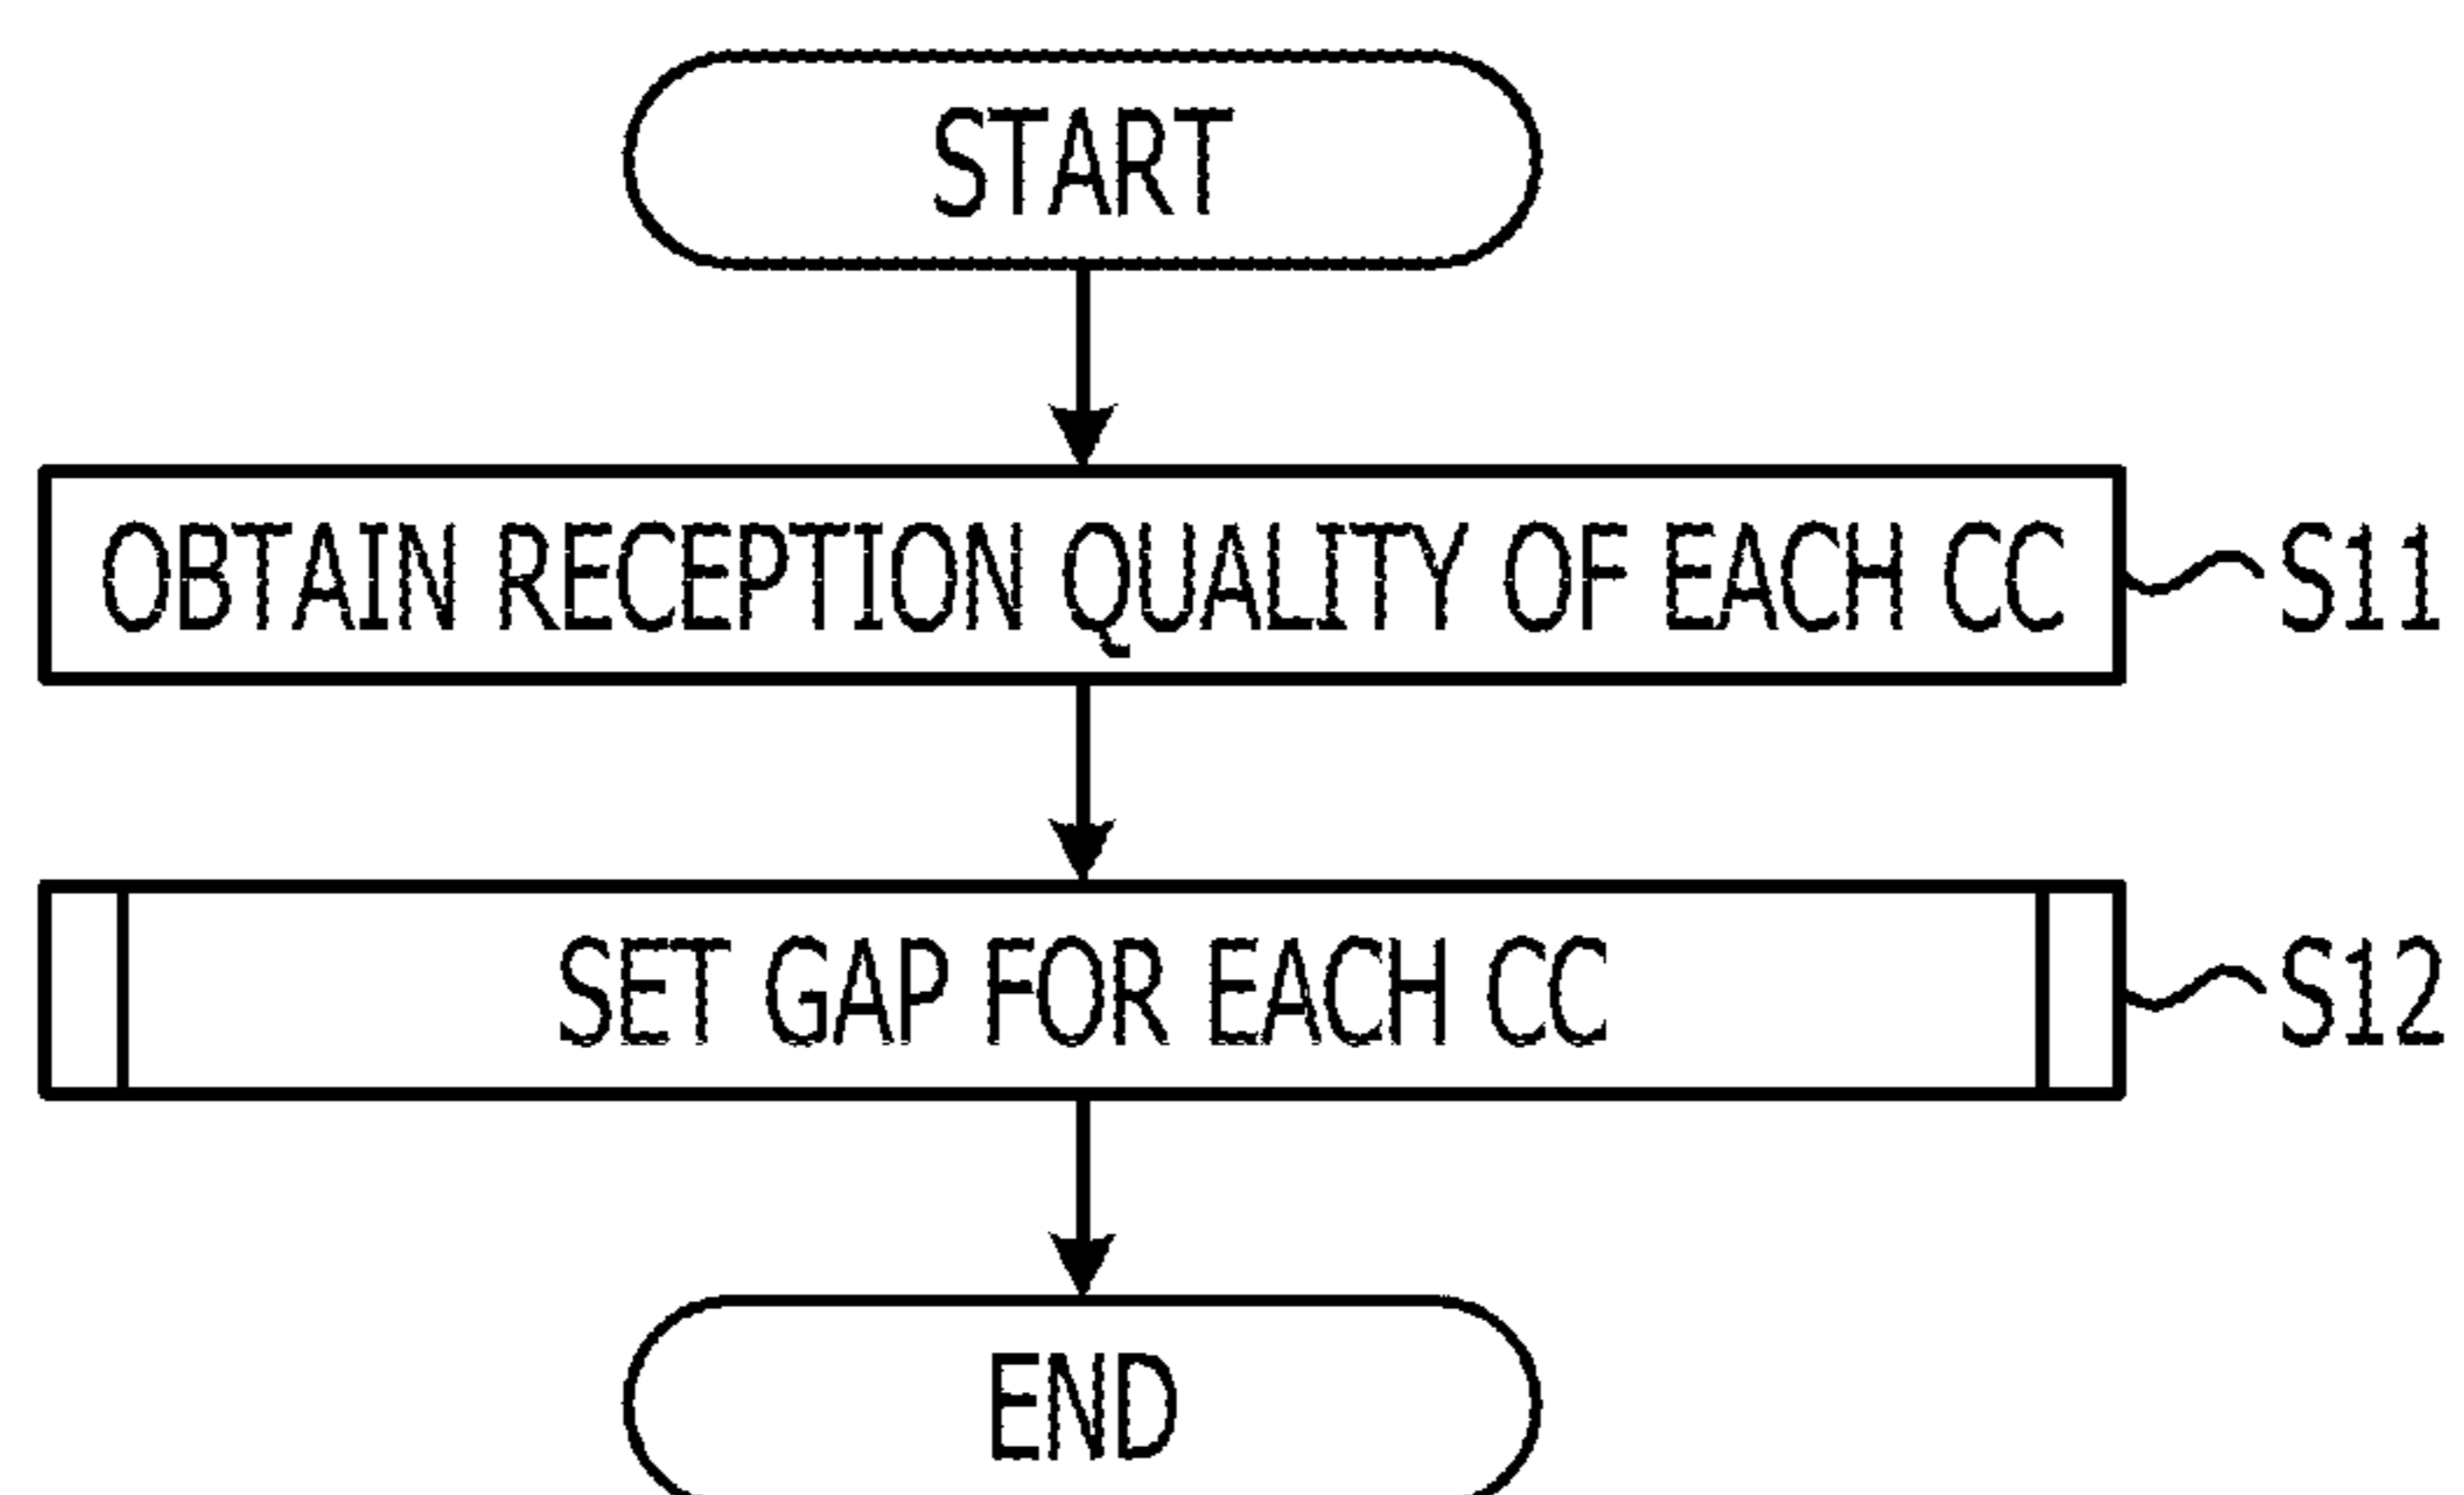 START
OBTAIN RECEPTION QUALITY OF EACH CC
S11
SET GAP FOR EACH CC
S12
END